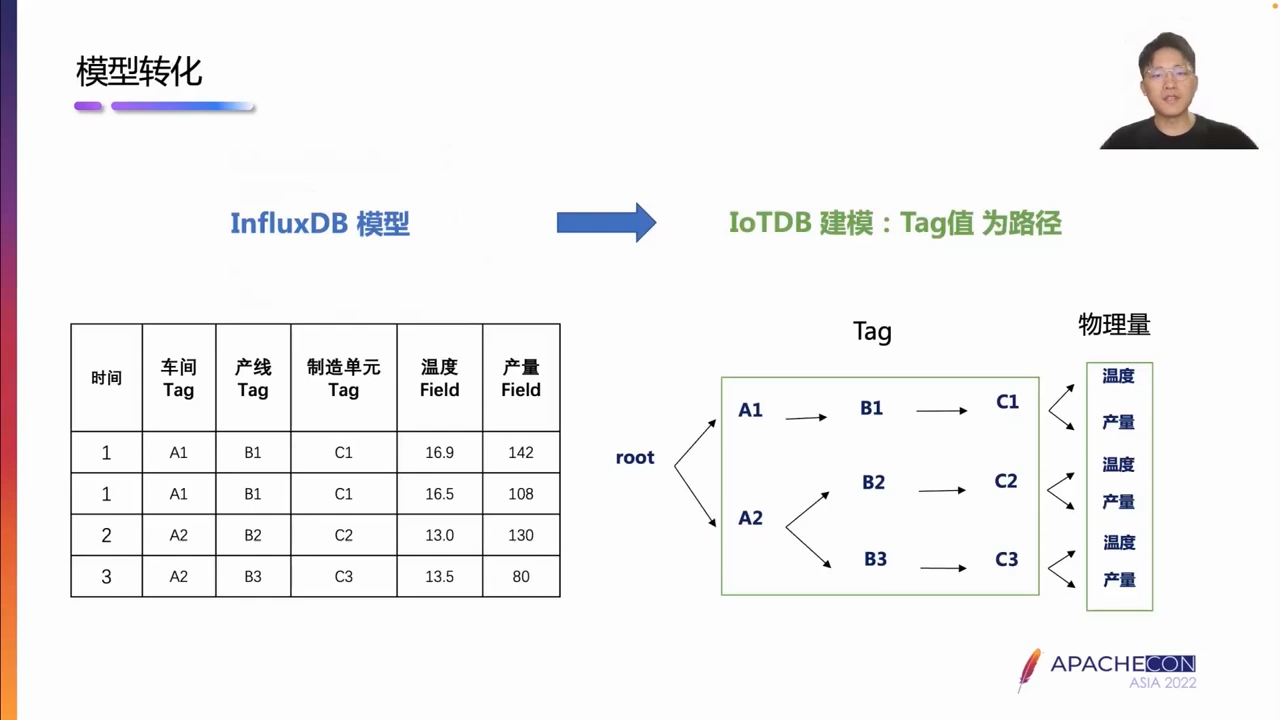 模型转化
InfluxDB 模型
IoTDB 建模：Tag值 为路径
时间 车间 Tag 产线 Tag 制造单元 Tag 温度 Field 产量 Field
1 A1 B1 C1 16.9 142
1 A1 B1 C1 16.5 108
2 A2 B2 C2 13.0 130
3 A2 B3 C3 13.5 80
Tag
物理量
root
A1 B1 C1
A2
B2 C2
B3 C3
温度
产量
温度
产量
温度
产量
APACHECON
ASIA 2022